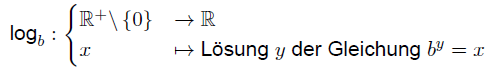 log_b : { ℝ⁺\ {0} → ℝ
x ↦ Lösung y der Gleichung b^y = x